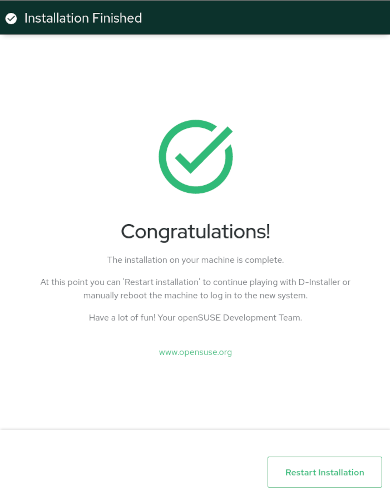 Installation Finished
Congratulations!
The installation on your machine is complete.
At this point you can 'Restart installation' to continue playing with D-Installer or
manually reboot the machine to log in to the new system.
Have a lot of fun! Your openSUSE Development Team.
www.opensuse.org
Restart Installation